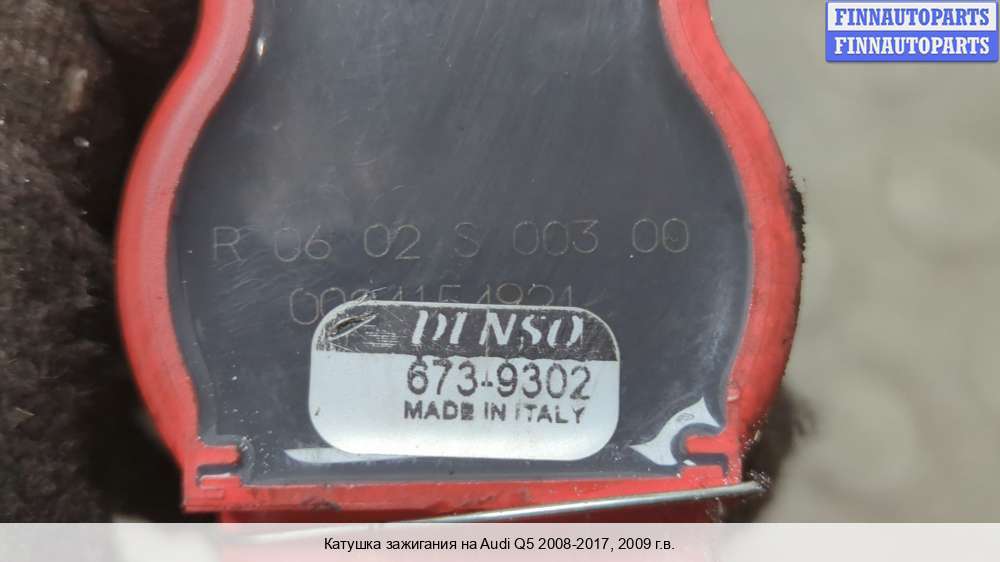 FINNAUTOPARTS
FINNAUTOPARTS
R 06 02 S 003 00
DENSO
673-9302
MADE IN ITALY
Катушка зажигания на Audi Q5 2008-2017, 2009 г.в.